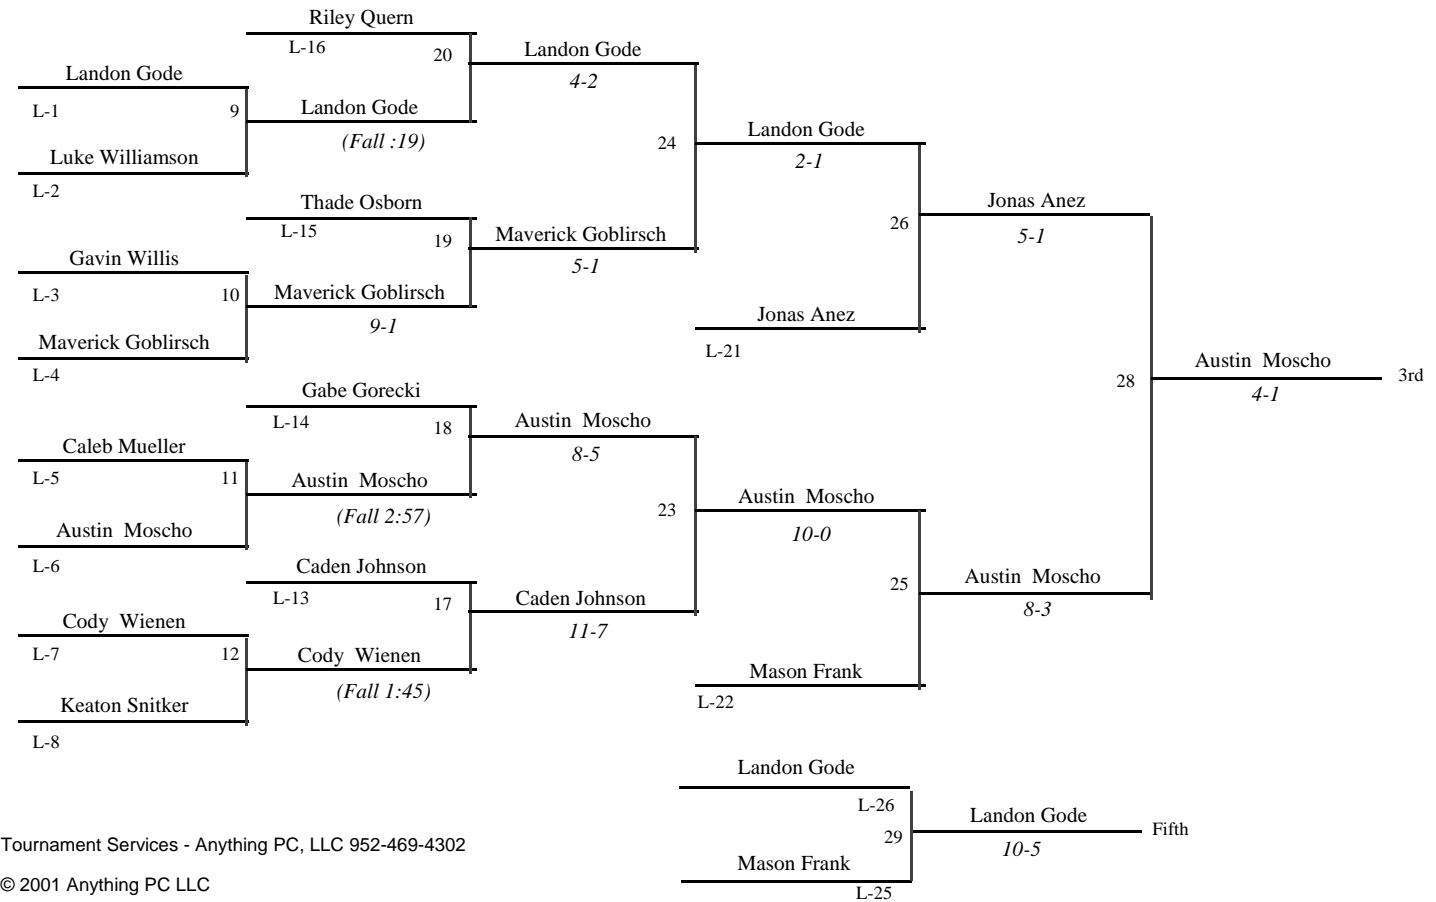 Riley Quern
L-16
20
Landon Gode
4-2
Landon Gode
L-1
9
Landon Gode
(Fall :19)
Luke Williamson
L-2
24
Landon Gode
2-1
Thade Osborn
L-15
19
Maverick Goblirsch
5-1
26
Jonas Anez
5-1
Gavin Willis
L-3
10
Maverick Goblirsch
9-1
Maverick Goblirsch
L-4
Jonas Anez
L-21
28
Austin Moscho
4-1
3rd
Gabe Gorecki
L-14
18
Austin Moscho
8-5
Caleb Mueller
L-5
11
Austin Moscho
(Fall 2:57)
Austin Moscho
L-6
23
Austin Moscho
10-0
Caden Johnson
L-13
17
Caden Johnson
11-7
25
Austin Moscho
8-3
Cody Wienen
L-7
12
Cody Wienen
(Fall 1:45)
Keaton Snitker
L-8
Mason Frank
L-22
Landon Gode
L-26
29
Landon Gode
10-5
Fifth
Mason Frank
L-25
Tournament Services - Anything PC, LLC 952-469-4302
© 2001 Anything PC LLC